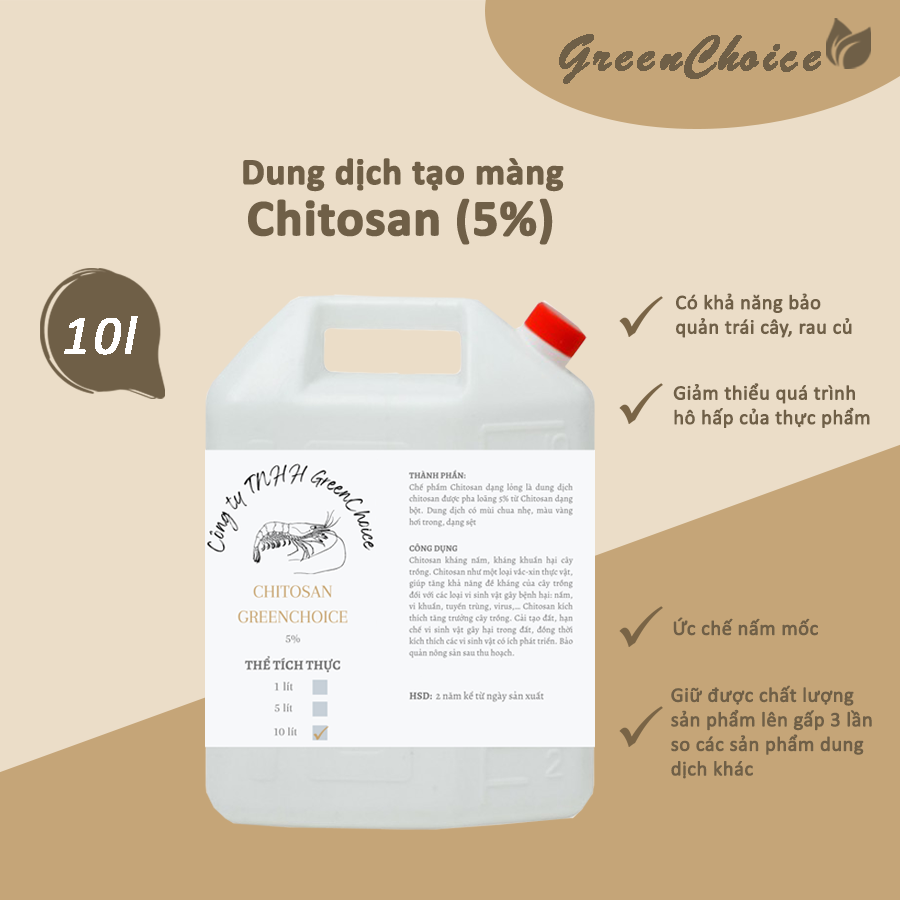 GreenChoice
Dung dịch tạo màng
Chitosan (5%)
10l
Có khả năng bảo
quản trái cây, rau củ
Giảm thiểu quá trình
hô hấp của thực phẩm
Ức chế nấm mốc
Giữ được chất lượng
sản phẩm lên gấp 3 lần
so các sản phẩm dung
dịch khác
Công ty TNHH GreenChoice
CHITOSAN
GREENCHOICE
5%
THỂ TÍCH THỰC
1 lít
5 lít
10 lít
THÀNH PHẦN:
Chế phẩm Chitosan dạng lỏng là dung dịch
chitosan được pha loãng 5% từ Chitosan dạng
bột. Dung dịch có mùi chua nhẹ, màu vàng
hơi trong, dạng sệt
CÔNG DỤNG
Chitosan kháng nấm, kháng khuẩn hại cây
trồng. Chitosan như một loại vắc-xin thực vật,
giúp tăng khả năng đề kháng của cây trồng
đối với các loại vi sinh vật gây bệnh hại: nấm,
vi khuẩn, tuyến trùng, virus,... Chitosan kích
thích tăng trưởng cây trồng. Cải tạo đất, hạn
chế vi sinh vật gây hại trong đất, đồng thời
kích thích các vi sinh vật có ích phát triển. Bảo
quản nông sản sau thu hoạch.
HSD: 2 năm kể từ ngày sản xuất
2